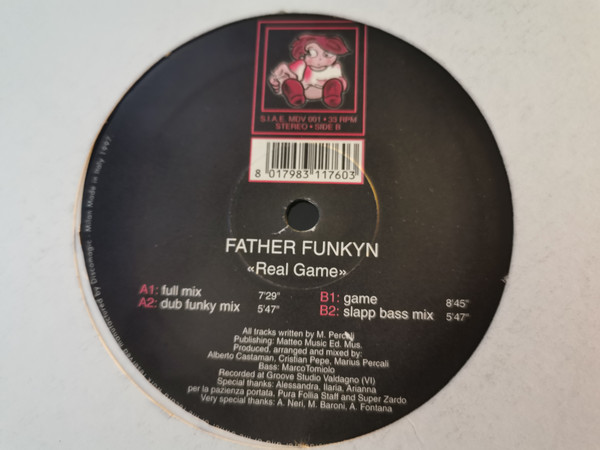 S.I.A.E. MDV 001 • 33 RPM
STEREO • SIDE B
8 017983 117603
FATHER FUNKYN
«Real Game»
A1: full mix 7'29"
A2: dub funky mix 5'47"
B1: game 8'45"
B2: slapp bass mix 5'47"
All tracks written by M. Percali
Publishing: Matteo Music Ed. Mus.
Produced, arranged and mixed by:
Alberto Castaman, Cristian Pepe, Marius Percali
Bass: MarcoTomiolo
Recorded at Groove Studio Valdagno (VI)
Special thanks: Alessandra, Ilaria, Arianna
per la pazienza portata, Pura Follia Staff and Super Zardo
Very special thanks: A. Neri, M. Baroni, A. Fontana
by Discomagic - Milan Made in Italy 1997